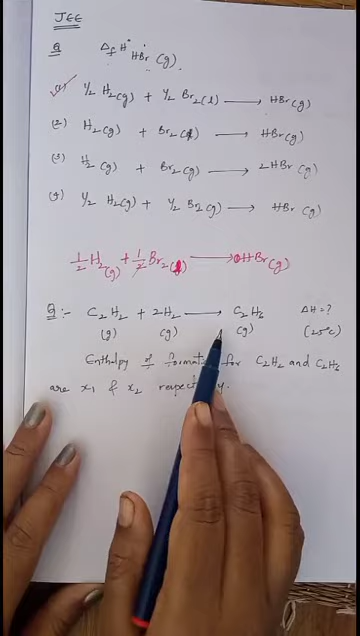 JEE
Q ΔfH° HBr(g)
(1) 1/2 H2(g) + 1/2 Br2(l) ⟶ HBr(g)
(2) H2(g) + Br2(l) ⟶ HBr(g)
(3) H2(g) + Br2(g) ⟶ 2HBr(g)
(4) 1/2 H2(g) + 1/2 Br2(g) ⟶ HBr(g)
1/2 H2(g) + 1/2 Br2(l) ⟶ HBr(g)
Q:- C2H2 + 2H2 ⟶ C2H6 ΔH=?
(g) (g) (g) (25°C)
Enthalpy of formation for C2H2 and C2H6
are x1 & x2